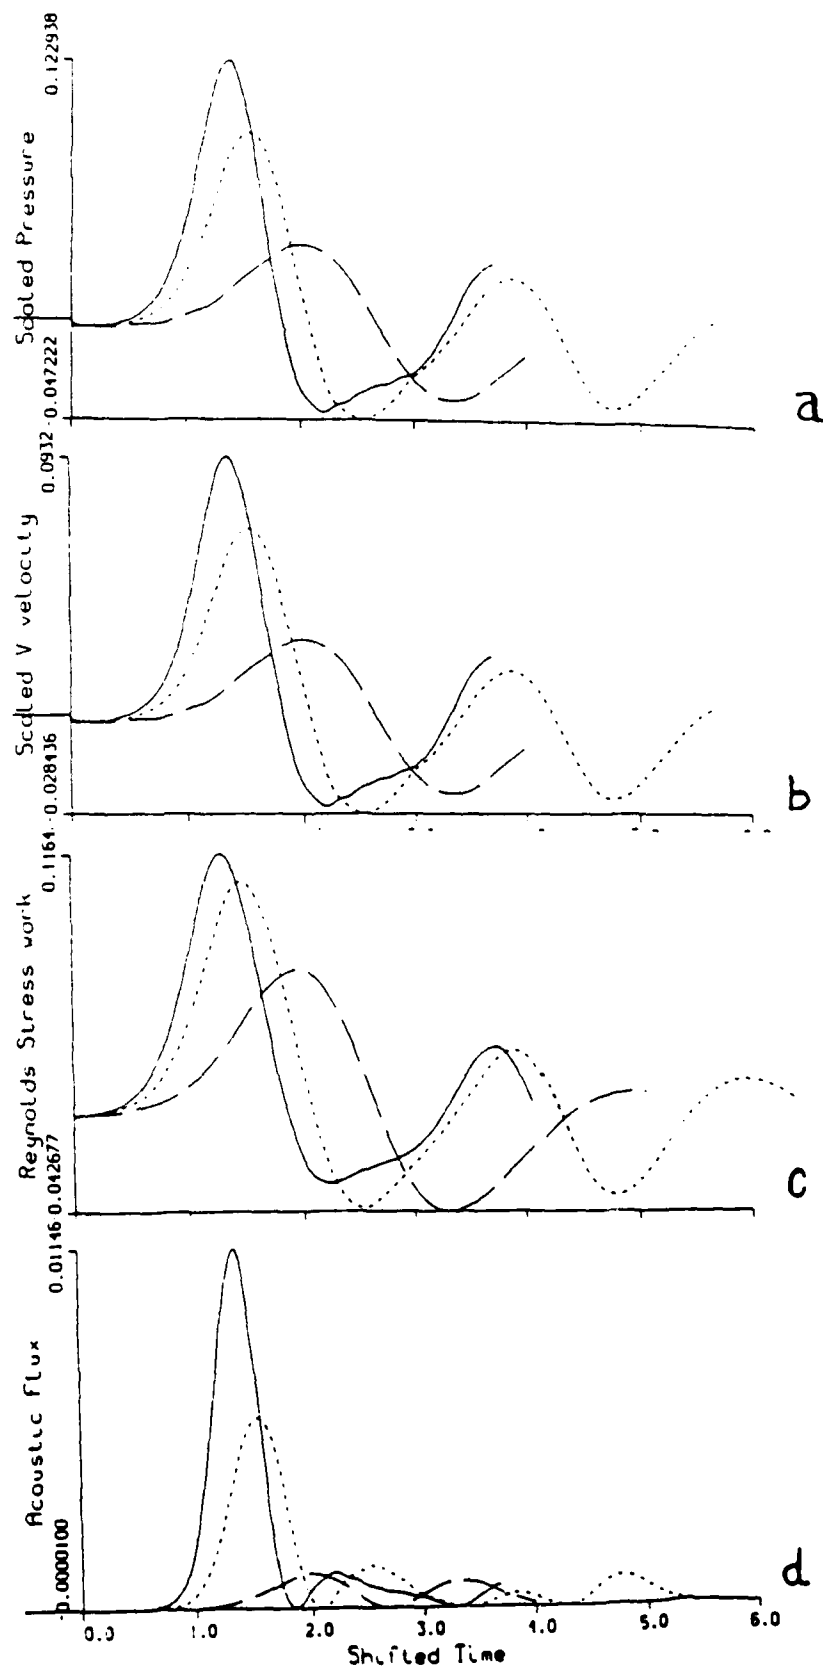 0.122938
Scaled Pressure
-0.047222
a
0.0932
Scaled V velocity
-0.028436
b
0.1164
Reynolds Stress work
-0.042677
c
0.01146
Acoustic Flux
0.0000100
d
0.0 1.0 2.0 3.0 4.0 5.0 6.0
Shifted Time